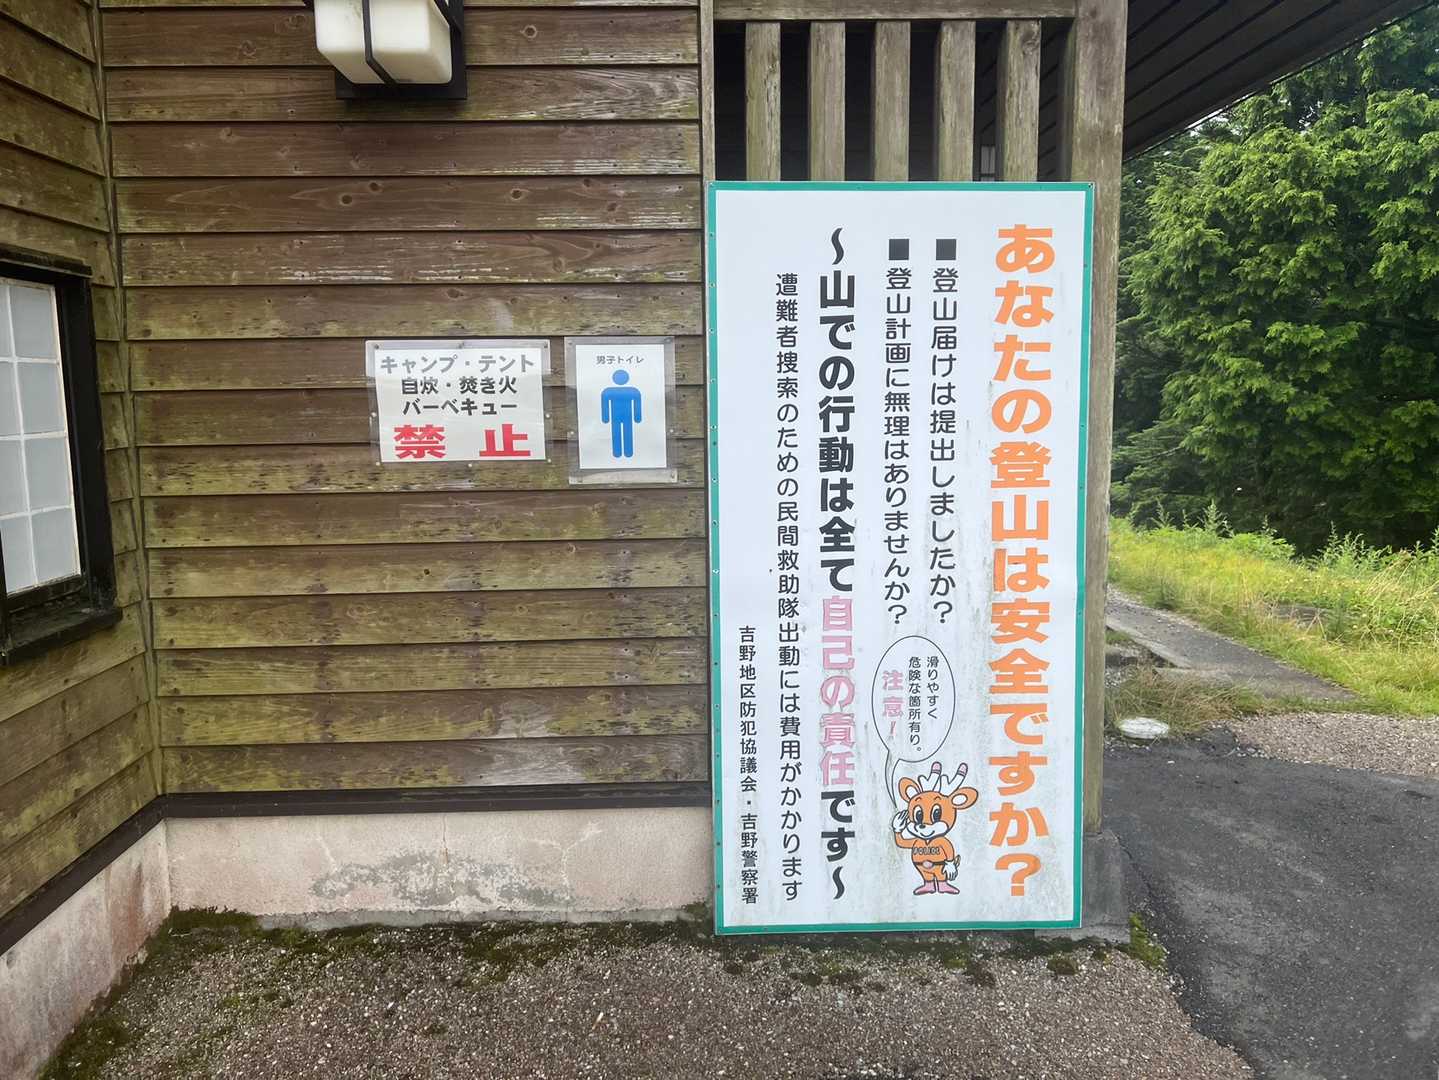 キャンプ・テント
自炊・焚き火
バーベキュー
禁 止
男子トイレ
あなたの登山は安全ですか?
■登山届けは提出しましたか?
■登山計画に無理はありませんか?
〜山での行動は全て自己の責任です〜
遭難者捜索のための民間救助隊出動には費用がかかります
吉野地区防犯協議会・吉野警察署
滑りやすく
危険な箇所有り。
注意!
POLICE